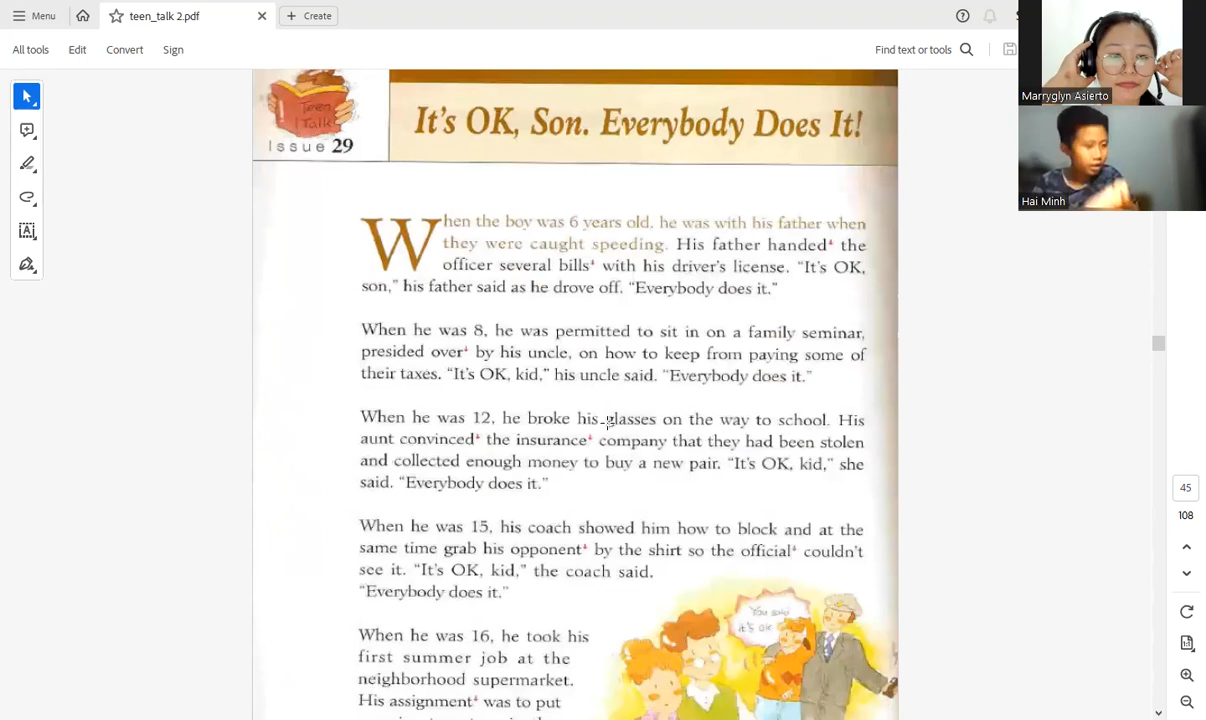 Menu
teen_talk 2.pdf
Create
All tools
Edit
Convert
Sign
Find text or tools
Marryglyn Asierto
Hai Minh
Teen
Talk
Issue 29
It's OK, Son. Everybody Does It!
When the boy was 6 years old, he was with his father when
they were caught speeding. His father handed the
officer several bills with his driver's license. "It's OK,
son," his father said as he drove off. "Everybody does it."
When he was 8, he was permitted to sit in on a family seminar,
presided over by his uncle, on how to keep from paying some of
their taxes. "It's OK, kid," his uncle said. "Everybody does it."
When he was 12, he broke his glasses on the way to school. His
aunt convinced the insurance company that they had been stolen
and collected enough money to buy a new pair. "It's OK, kid," she
said. "Everybody does it."
When he was 15, his coach showed him how to block and at the
same time grab his opponent by the shirt so the official couldn't
see it. "It's OK, kid," the coach said.
"Everybody does it."
You said
it's OK
When he was 16, he took his
first summer job at the
neighborhood supermarket.
His assignment was to put
45
108